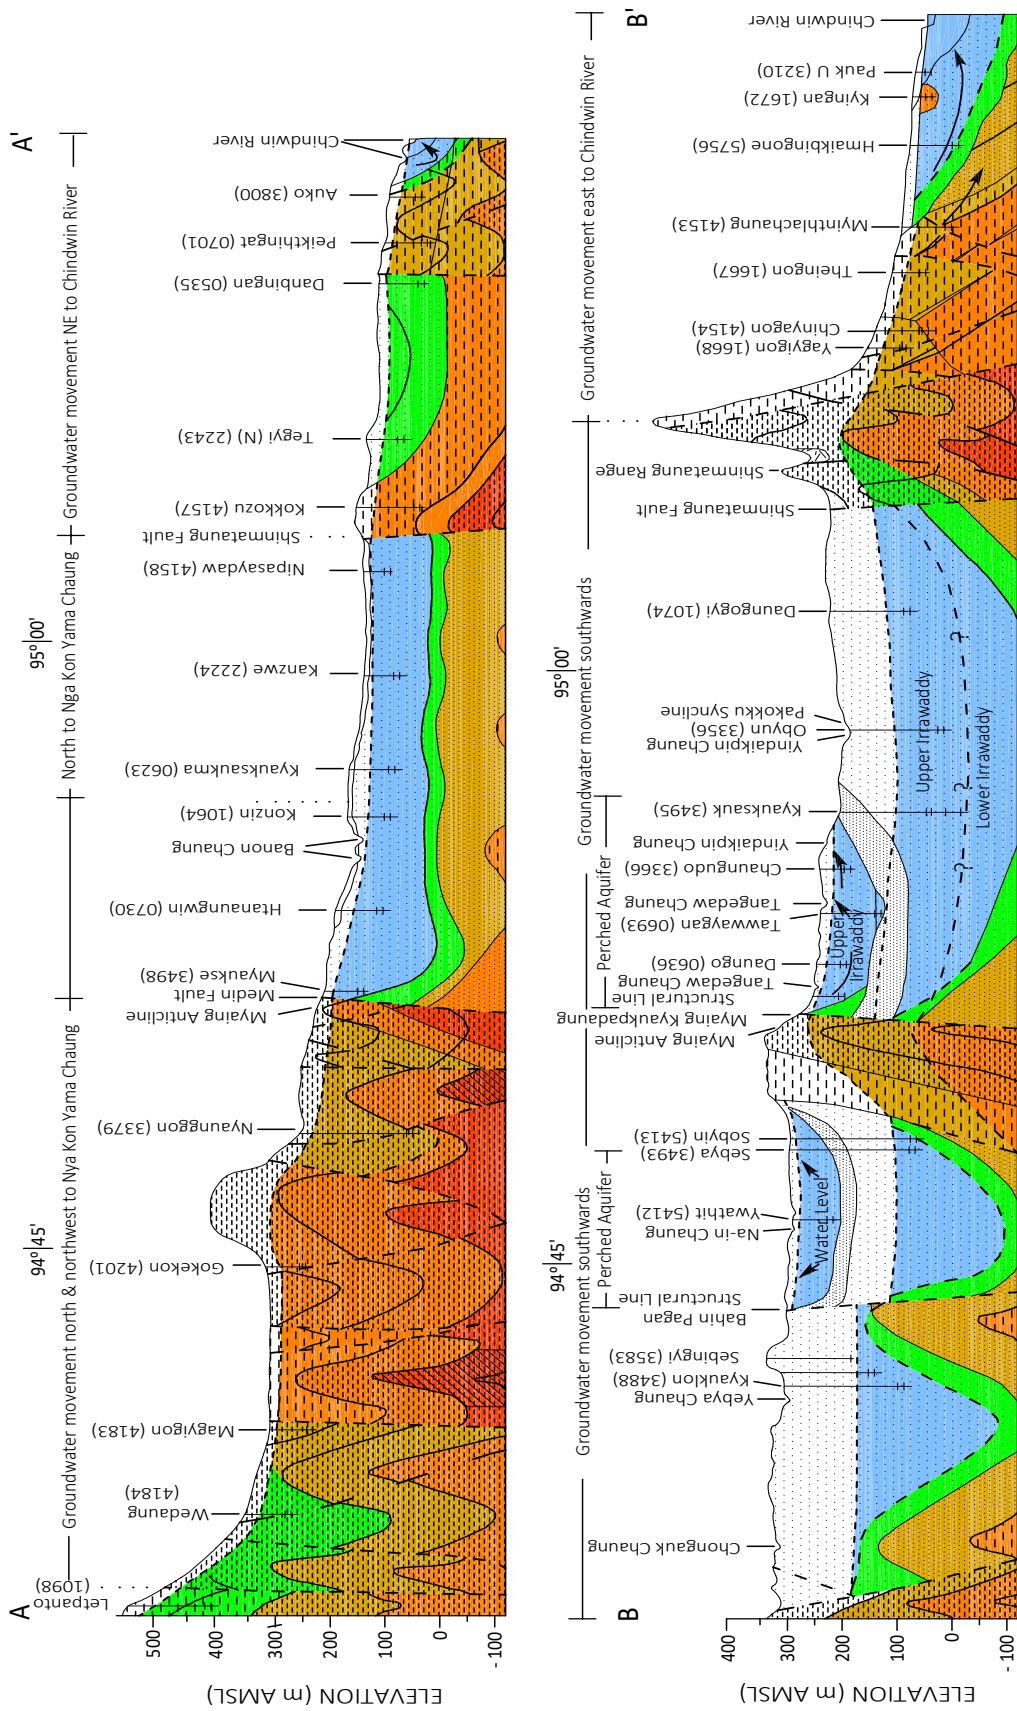 A
A'
94º|45'
95º|00'
Groundwater movement north & northwest to Nya Kon Yama Chaung
North to Nga Kon Yama Chaung
Groundwater movement NE to Chindwin River
Letpanto
(1098)
Wedaung
(4184)
Magyigon (4183)
Gokekon (4201)
Nyaunggon (3379)
Myaing Anticline
Medin Fault
Myaukse (3498)
Htanaungwin (0730)
Banon Chaung
Konzin (1064)
Kyauksaukma (0623)
Kanzwe (2224)
Nipasaydaw (4158)
Shinmataung Fault
Kokkozu (4157)
Tegyi (N) (2243)
Danbingan (0535)
Peikthingat (0701)
Auko (3800)
Chindwin River
500
400
300
200
100
0
- 100
ELEVATION (m AMSL)
B
B'
94º|45'
95º|00'
Groundwater movement southwards
Perched Aquifer
Groundwater movement southwards
Perched Aquifer
Groundwater movement east to Chindwin River
Chongauk Chaung
Yebya Chaung
Kyauklon (3488)
Sebingyi (3583)
Bahin Pagan
Structural Line
Na-in Chaung
Ywathit (5412)
Sebya (3493)
Sobyin (5413)
Myaing Anticline
Myaing Kyaukpadaung
Structural Line
Tangedaw Chaung
Daungo (0636)
Tawwaygan (0693)
Tangedaw Chaung
Chaungudo (3366)
Yindaikpin Chaung
Kyauksauk (3495)
Yindaikpin Chaung
Obyun (3356)
Pakokku Syncline
Daungogyi (1074)
Shinmataung Fault
Shinmataung Range
Yagyigon (1668)
Chinyagon (4154)
Theingon (1667)
Myinthlachaung (4153)
Hmaikbingone (5756)
Kyingan (1672)
Pauk U (3210)
Chindwin River
Water Level
Upper
Irrawaddy
Upper Irrawaddy
Lower Irrawaddy
?
?
?
400
300
200
100
0
- 100
ELEVATION (m AMSL)